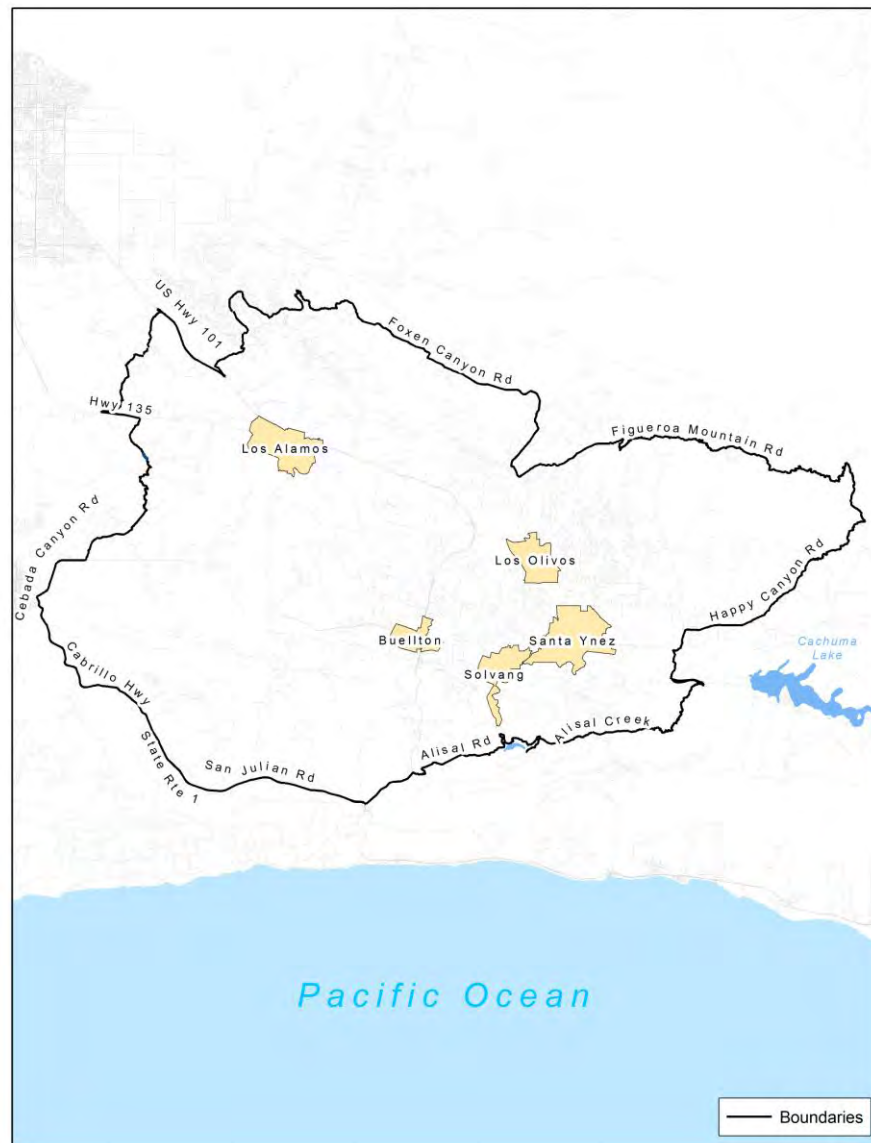 US Hwy 101
Foxen Canyon Rd
Hwy 135
Figueroa Mountain Rd
Los Alamos
Cebada Canyon Rd
Los Olivos
Happy Canyon Rd
Buellton
Santa Ynez
Cachuma
Lake
Solvang
Cabrillo Hwy
State Rte 1
San Julian Rd
Alisal Rd
Alisal Creek
Pacific Ocean
Boundaries